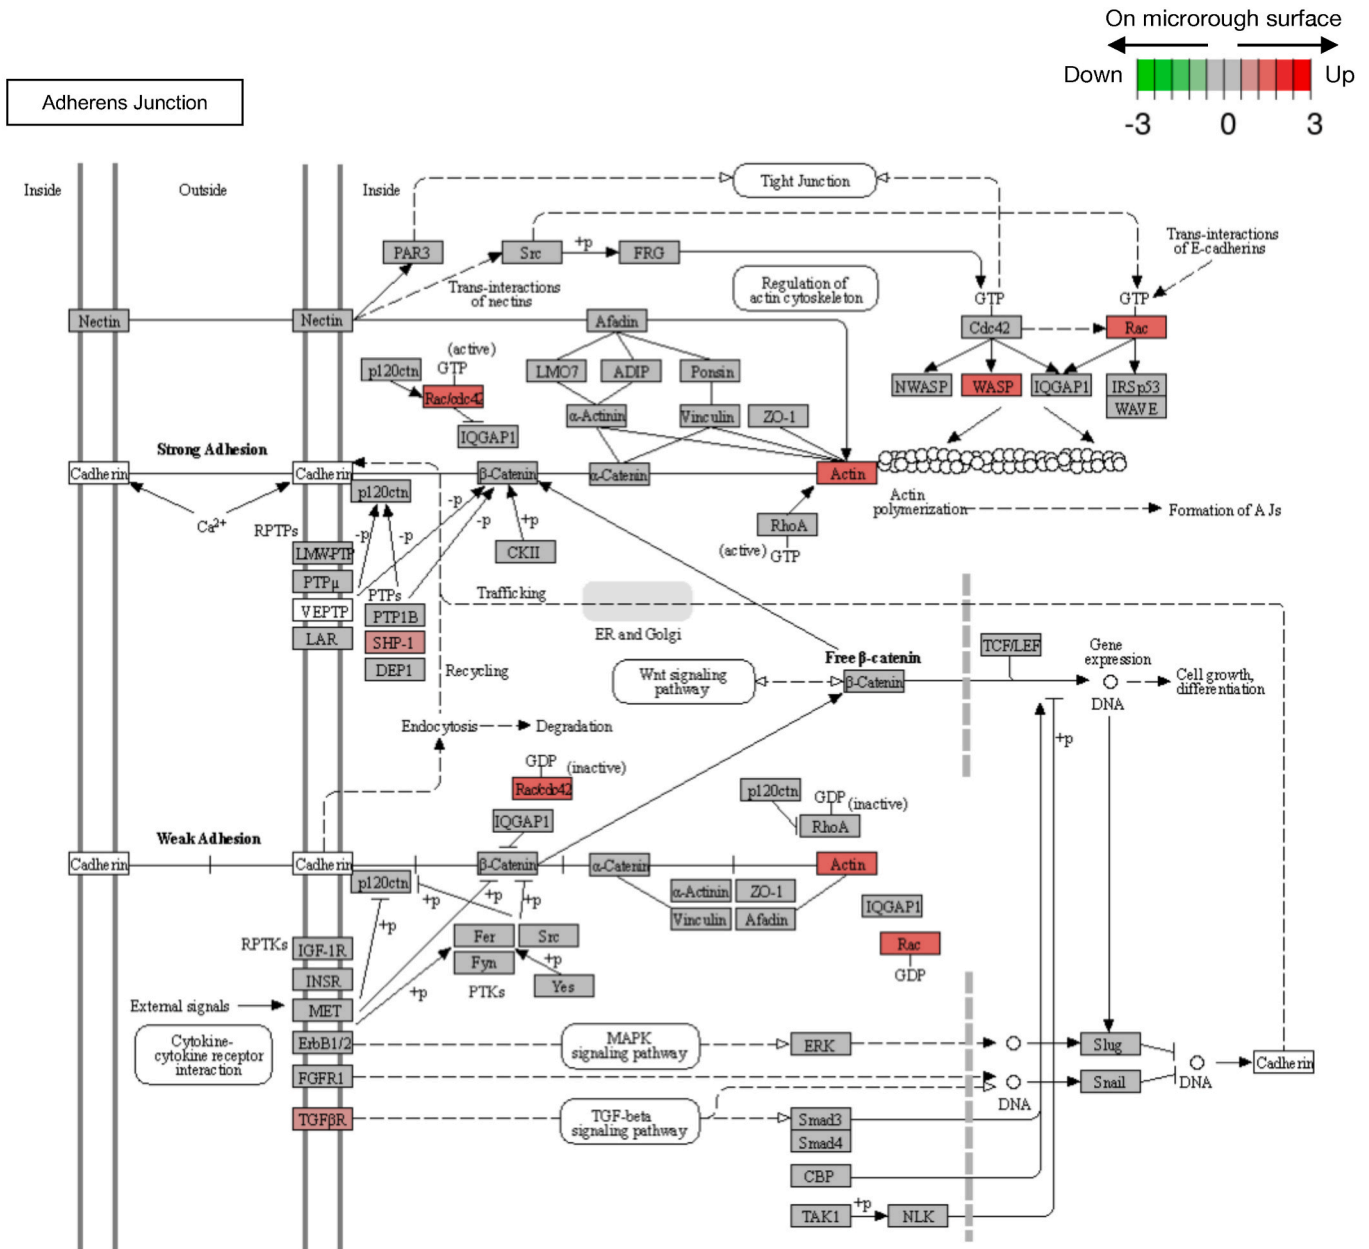 On microrough surface
Down
Up
-3
0
3
Adherens Junction
Inside
Outside
Inside
Tight Junction
PAR3
Src
+p
FRG
Trans-interactions
of E-cadherins
Trans-interactions
of nectins
Regulation of
actin cytoskeleton
GTP
GTP
Nectin
Nectin
Afadin
Cdc42
Rac
(active)
GTP
p120ctn
Rac/cdc42
IQGAP1
LMO7
ADIP
Ponsin
NWASP
WASP
IQGAP1
IRSp53
WAVE
α-Actinin
Vinculin
ZO-1
Strong Adhesion
Cadherin
Cadherin
β-Catenin
α-Catenin
Actin
p120ctn
Ca2+
RPTPs
-p
-p
-p
-p
+p
CKII
RhoA
(active)
GTP
Actin
polymerization
Formation of AJs
LMW-PTP
PTPμ
VEPTP
LAR
PTPs
PTP1B
SHP-1
DEP1
Trafficking
ER and Golgi
Recycling
Free β-catenin
Wnt signaling
pathway
β-Catenin
TCF/LEF
Gene
expression
DNA
Cell growth,
differentiation
+p
Endocytosis
Degradation
GDP
(inactive)
Rac/cdc42
IQGAP1
p120ctn
GDP
(inactive)
RhoA
Weak Adhesion
Cadherin
Cadherin
β-Catenin
α-Catenin
Actin
p120ctn
+p
+p
+p
+p
α-Actinin
ZO-1
Vinculin
Afadin
IQGAP1
Rac
GDP
RPTKs
IGF-1R
INSR
MET
ErbB1/2
FGFR1
TGFβR
Fer
Src
Fyn
+p
Yes
PTKs
+p
External signals
Cytokine-
cytokine receptor
interaction
MAPK
signaling pathway
ERK
Slug
Snail
DNA
DNA
Cadherin
TGF-beta
signaling pathway
Smad3
Smad4
CBP
TAK1
+p
NLK